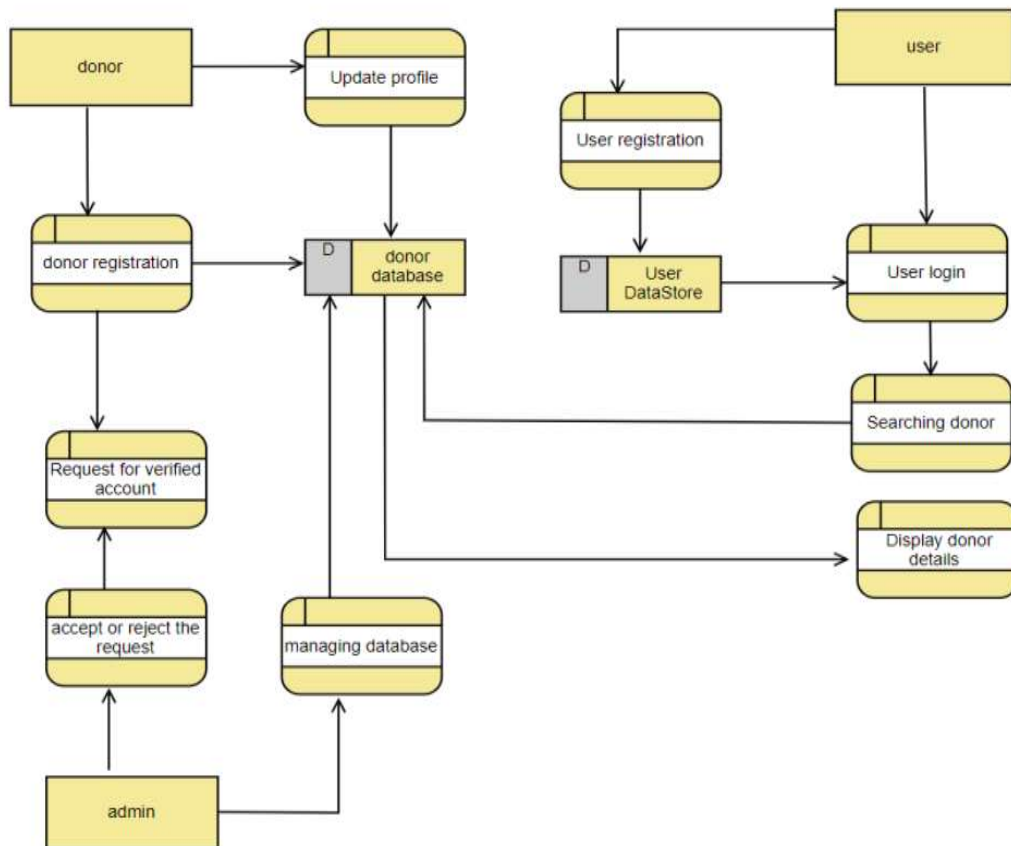 donor
Update profile
user
User registration
donor registration
D
donor
database
D
User
DataStore
User login
Searching donor
Request for verified
account
Display donor
details
accept or reject the
request
managing database
admin